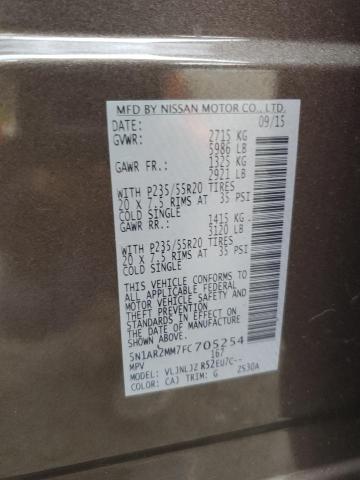 MFD BY NISSAN MOTOR CO., LTD.
DATE: 09/15
GVWR: 2715 KG
5986 LB
GAWR FR.: 1325 KG
2921 LB
WITH P235/55R20 TIRES
20 X 7.5 RIMS AT 35 PSI
COLD SINGLE
GAWR RR.: 1415 KG
3120 LB
WITH P235/55R20 TIRES
20 X 7.5 RIMS AT 35 PSI
COLD SINGLE
THIS VEHICLE CONFORMS TO
ALL APPLICABLE FEDERAL
MOTOR VEHICLE SAFETY AND
THEFT PREVENTION
STANDARDS IN EFFECT ON
THE DATE OF MANUFACTURE
5N1AR2MM7FC705254
MPV 167
MODEL: VLJNLJZ R52EU7C--
COLOR: CAJ TRIM: G 2S30A